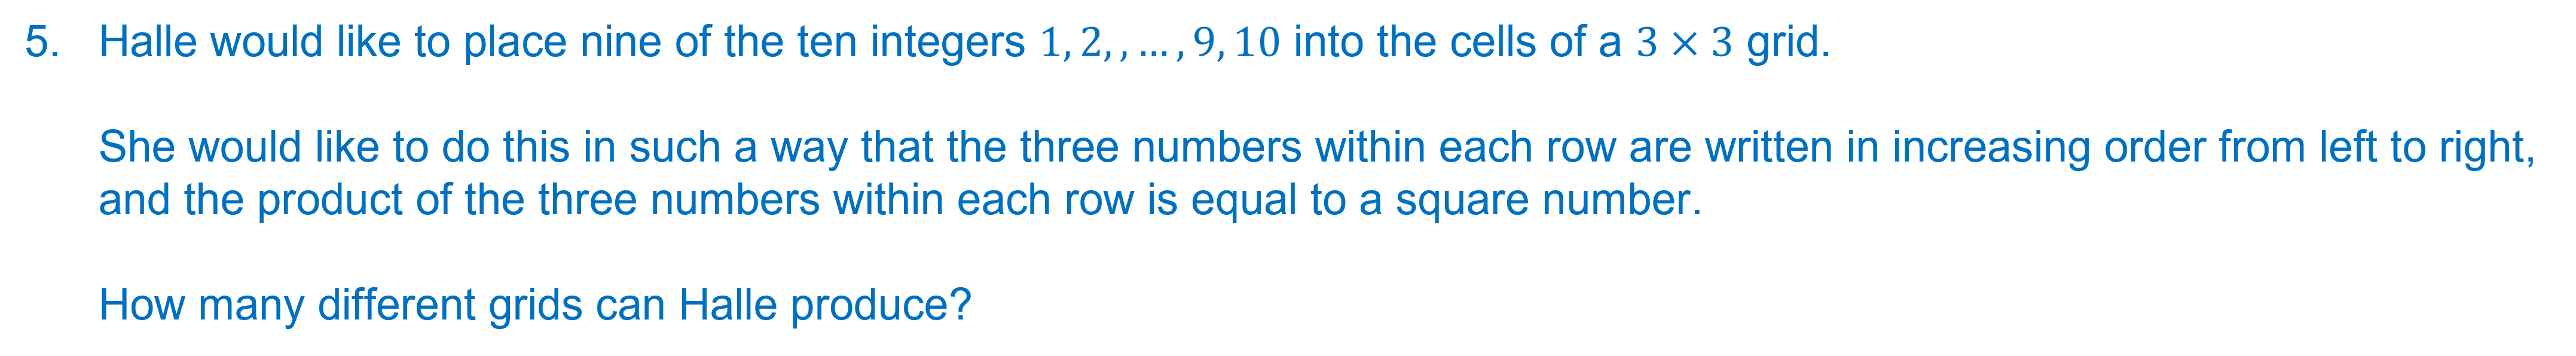 5. Halle would like to place nine of the ten integers 1, 2, , … , 9, 10 into the cells of a 3 × 3 grid.
She would like to do this in such a way that the three numbers within each row are written in increasing order from left to right,
and the product of the three numbers within each row is equal to a square number.
How many different grids can Halle produce?